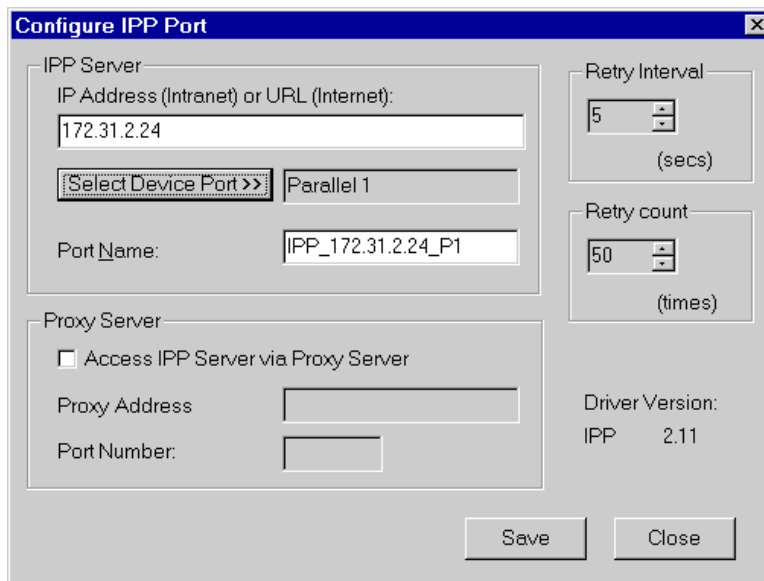 Configure IPP Port
IPP Server
IP Address (Intranet) or URL (Internet):
172.31.2.24
Select Device Port >> Parallel 1
Port Name: IPP_172.31.2.24_P1
Retry Interval
5
(secs)
Retry count
50
(times)
Proxy Server
Access IPP Server via Proxy Server
Proxy Address
Port Number:
Driver Version:
IPP 2.11
Save Close